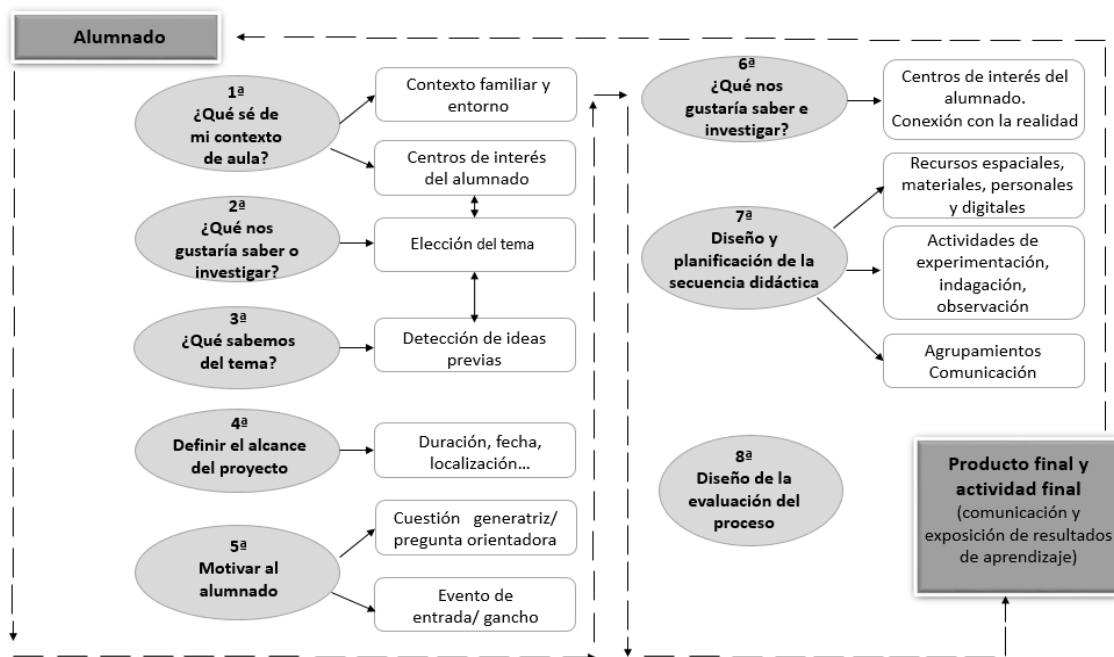 Alumnado
1ª
¿Qué sé de
mi contexto
de aula?
Contexto familiar y
entorno
Centros de interés
del alumnado
2ª
¿Qué nos
gustaría saber o
investigar?
Elección del tema
3ª
¿Qué sabemos
del tema?
Detección de ideas
previas
4ª
Definir el alcance
del proyecto
Duración, fecha,
localización...
5ª
Motivar al
alumnado
Cuestión generatriz/
pregunta orientadora
Evento de
entrada/ gancho
6ª
¿Qué nos
gustaría saber e
investigar?
Centros de interés del
alumnado.
Conexión con la realidad
7ª
Diseño y
planificación de la
secuencia didáctica
Recursos espaciales,
materiales, personales
y digitales
Actividades de
experimentación,
indagación,
observación
Agrupamientos
Comunicación
8ª
Diseño de la
evaluación del
proceso
Producto final y
actividad final
(comunicación y
exposición de resultados
de aprendizaje)